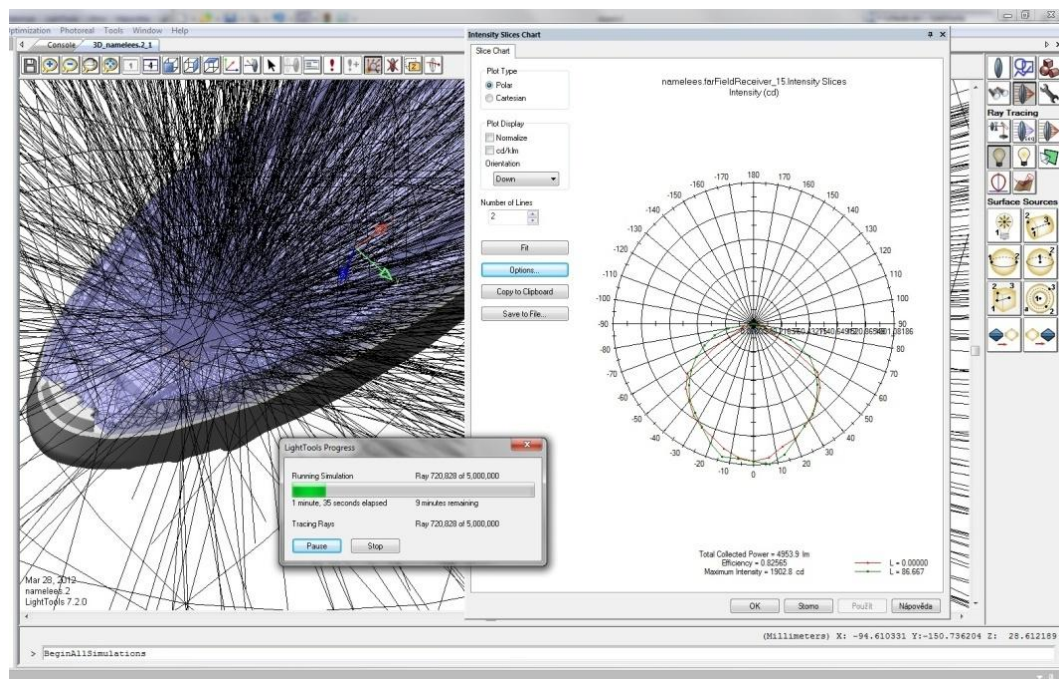 Optimization Photoreal Tools Window Help
Console 3D_namelees.2_1
Intensity Slices Chart
Slice Chart
Plot Type
Polar
Cartesian
Plot Display
Normalize
cd/klm
Orientation
Down
Number of Lines
2
Fit
Options...
Copy to Clipboard
Save to File...
namelees.farFieldReceiver_15.Intensity Slices
Intensity (cd)
180
-170 170
-160 160
-150 150
-140 140
-130 130
-120 120
-110 110
-100 100
-90 90
-80 80
-70 70
-60 60
-50 50
-40 40
-30 30
-20 20
-10 10
0
Total Collected Power = 4953.9 lm
Efficiency = 0.82565
Maximum Intensity = 1902.8 cd
L = 0.00000
L = 86.667
OK Storno Použít Nápověda
LightTools Progress
Running Simulation Ray 720,828 of 5,000,000
1 minute, 35 seconds elapsed 9 minutes remaining
Tracing Rays Ray 720,828 of 5,000,000
Pause Stop
Mar 28, 2012
namelees.2
LightTools 7.2.0
Ray Tracing
Surface Sources
(Millimeters) X: -94.610331 Y:-150.736204 Z: 28.612189
> BeginAllSimulations